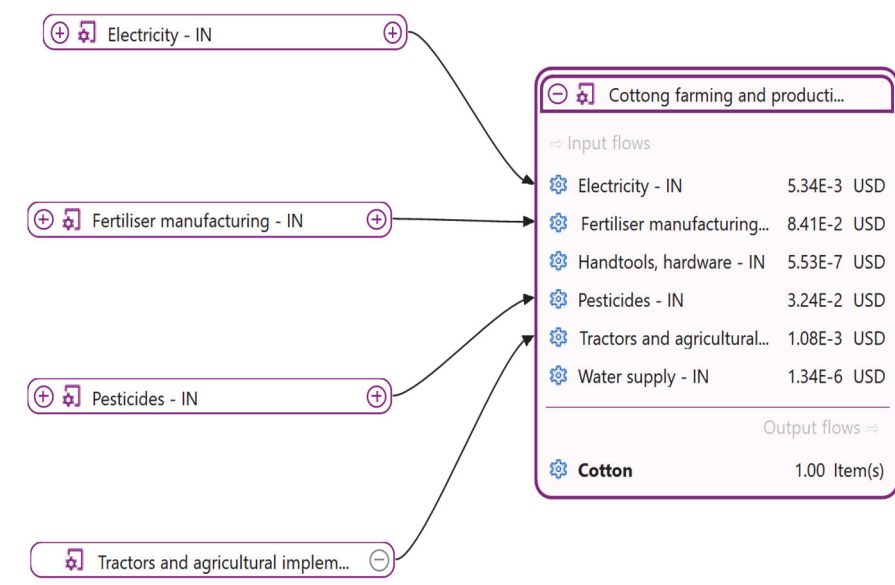 Electricity - IN
Fertiliser manufacturing - IN
Pesticides - IN
Tractors and agricultural implem...
Cottong farming and producti...
⇨ Input flows
Electricity - IN 5.34E-3 USD
Fertiliser manufacturing... 8.41E-2 USD
Handtools, hardware - IN 5.53E-7 USD
Pesticides - IN 3.24E-2 USD
Tractors and agricultural... 1.08E-3 USD
Water supply - IN 1.34E-6 USD
Output flows ⇨
Cotton 1.00 Item(s)